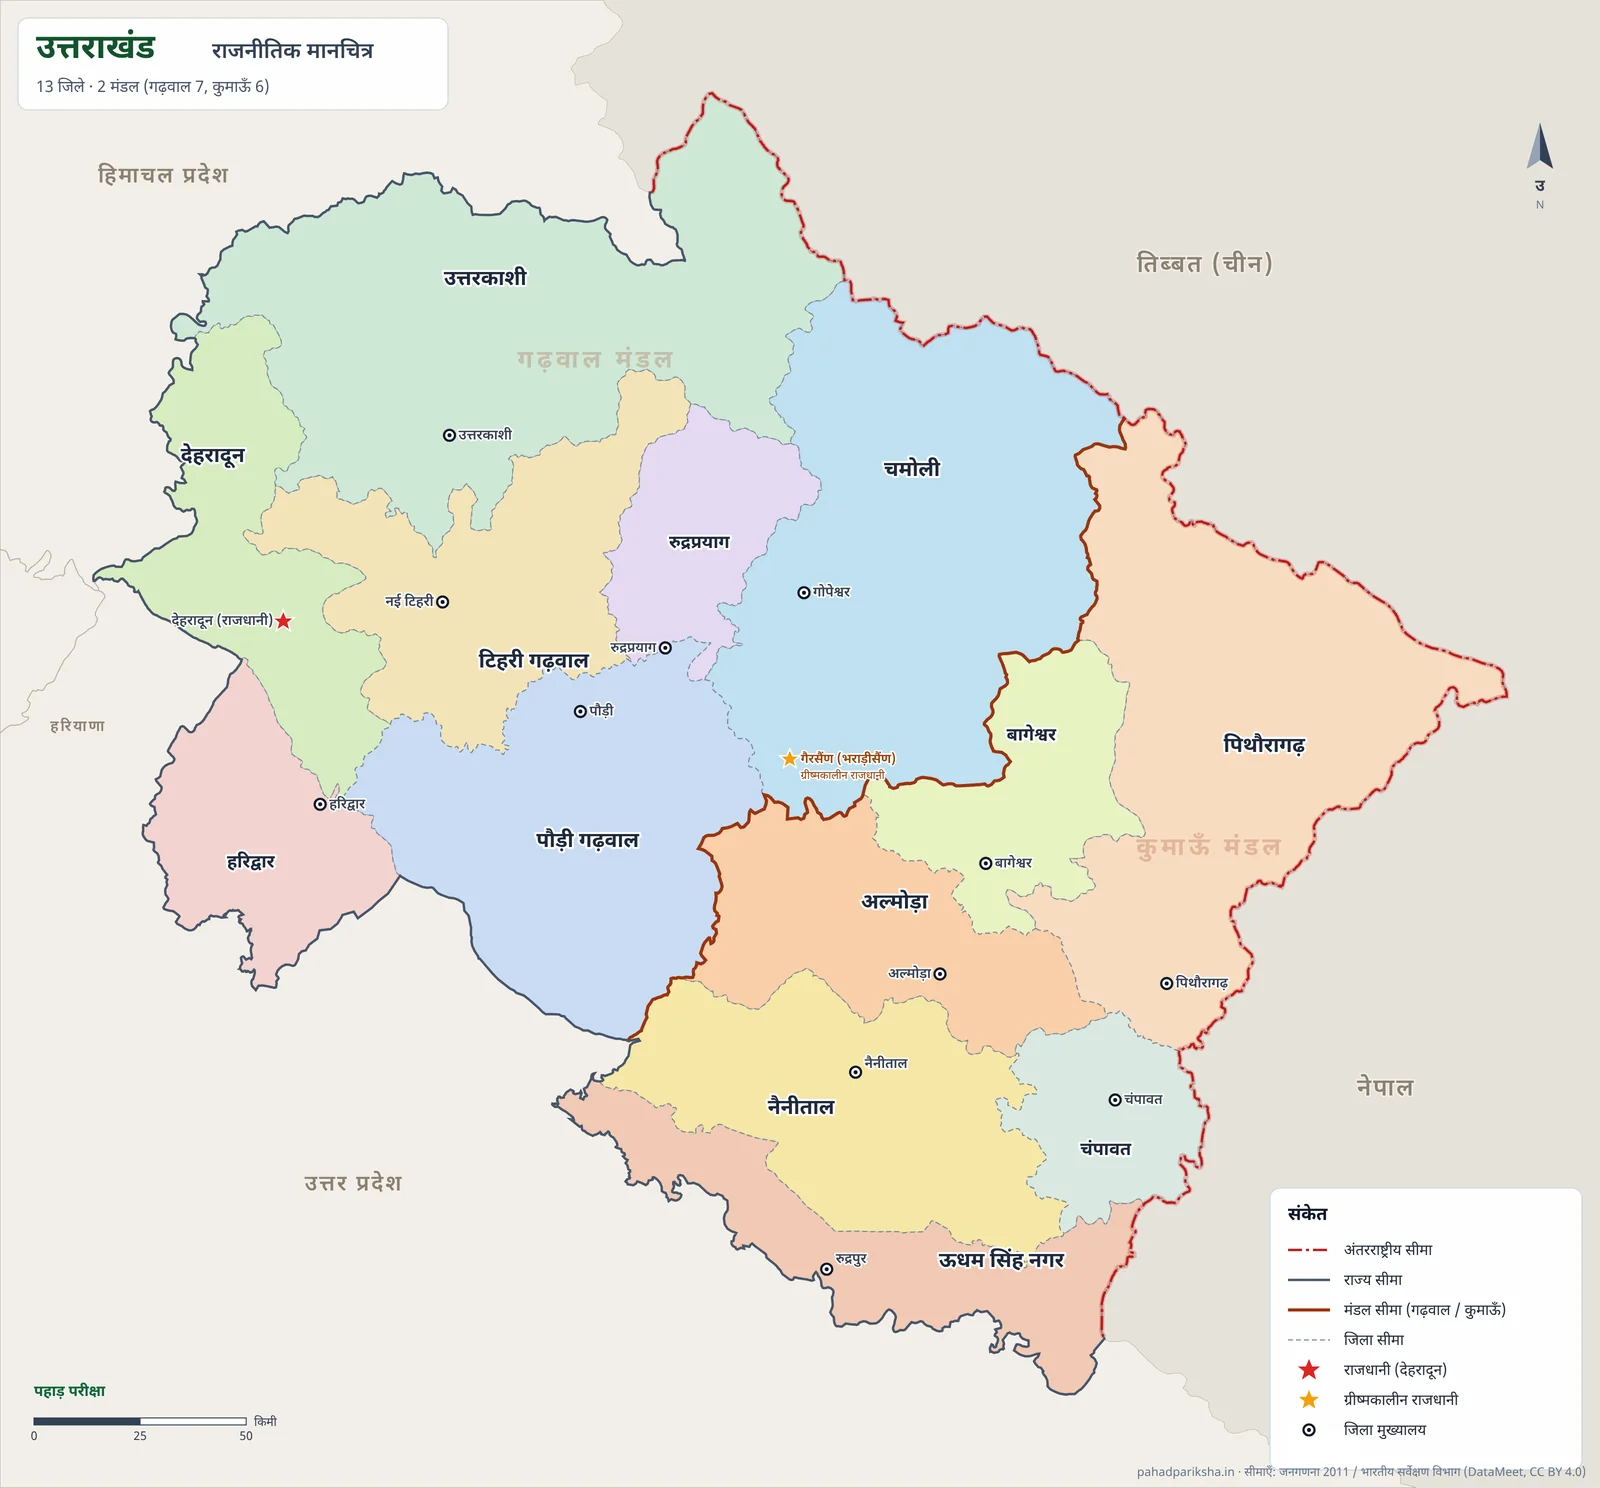 उत्तराखंड राजनीतिक मानचित्र
13 जिले · 2 मंडल (गढ़वाल 7, कुमाऊँ 6)
हिमाचल प्रदेश
उ
N
तिब्बत (चीन)
उत्तरकाशी
गढ़वाल मंडल
उत्तरकाशी
देहरादून
चमोली
रुद्रप्रयाग
गोपेश्वर
नई टिहरी
देहरादून (राजधानी)
रुद्रप्रयाग
टिहरी गढ़वाल
पौड़ी
हरियाणा
बागेश्वर
पिथौरागढ़
गैरसैंण (भराड़ीसैंण)
ग्रीष्मकालीन राजधानी
हरिद्वार
पौड़ी गढ़वाल
कुमाऊँ मंडल
हरिद्वार
बागेश्वर
अल्मोड़ा
अल्मोड़ा
पिथौरागढ़
नैनीताल
नेपाल
चंपावत
नैनीताल
चंपावत
उत्तर प्रदेश
रुद्रपुर
ऊधम सिंह नगर
संकेत
अंतरराष्ट्रीय सीमा
राज्य सीमा
मंडल सीमा (गढ़वाल / कुमाऊँ)
जिला सीमा
राजधानी (देहरादून)
ग्रीष्मकालीन राजधानी
जिला मुख्यालय
पहाड़ परीक्षा
किमी
0 25 50
pahadpariksha.in · सीमाएँ: जनगणना 2011 / भारतीय सर्वेक्षण विभाग (DataMeet, CC BY 4.0)